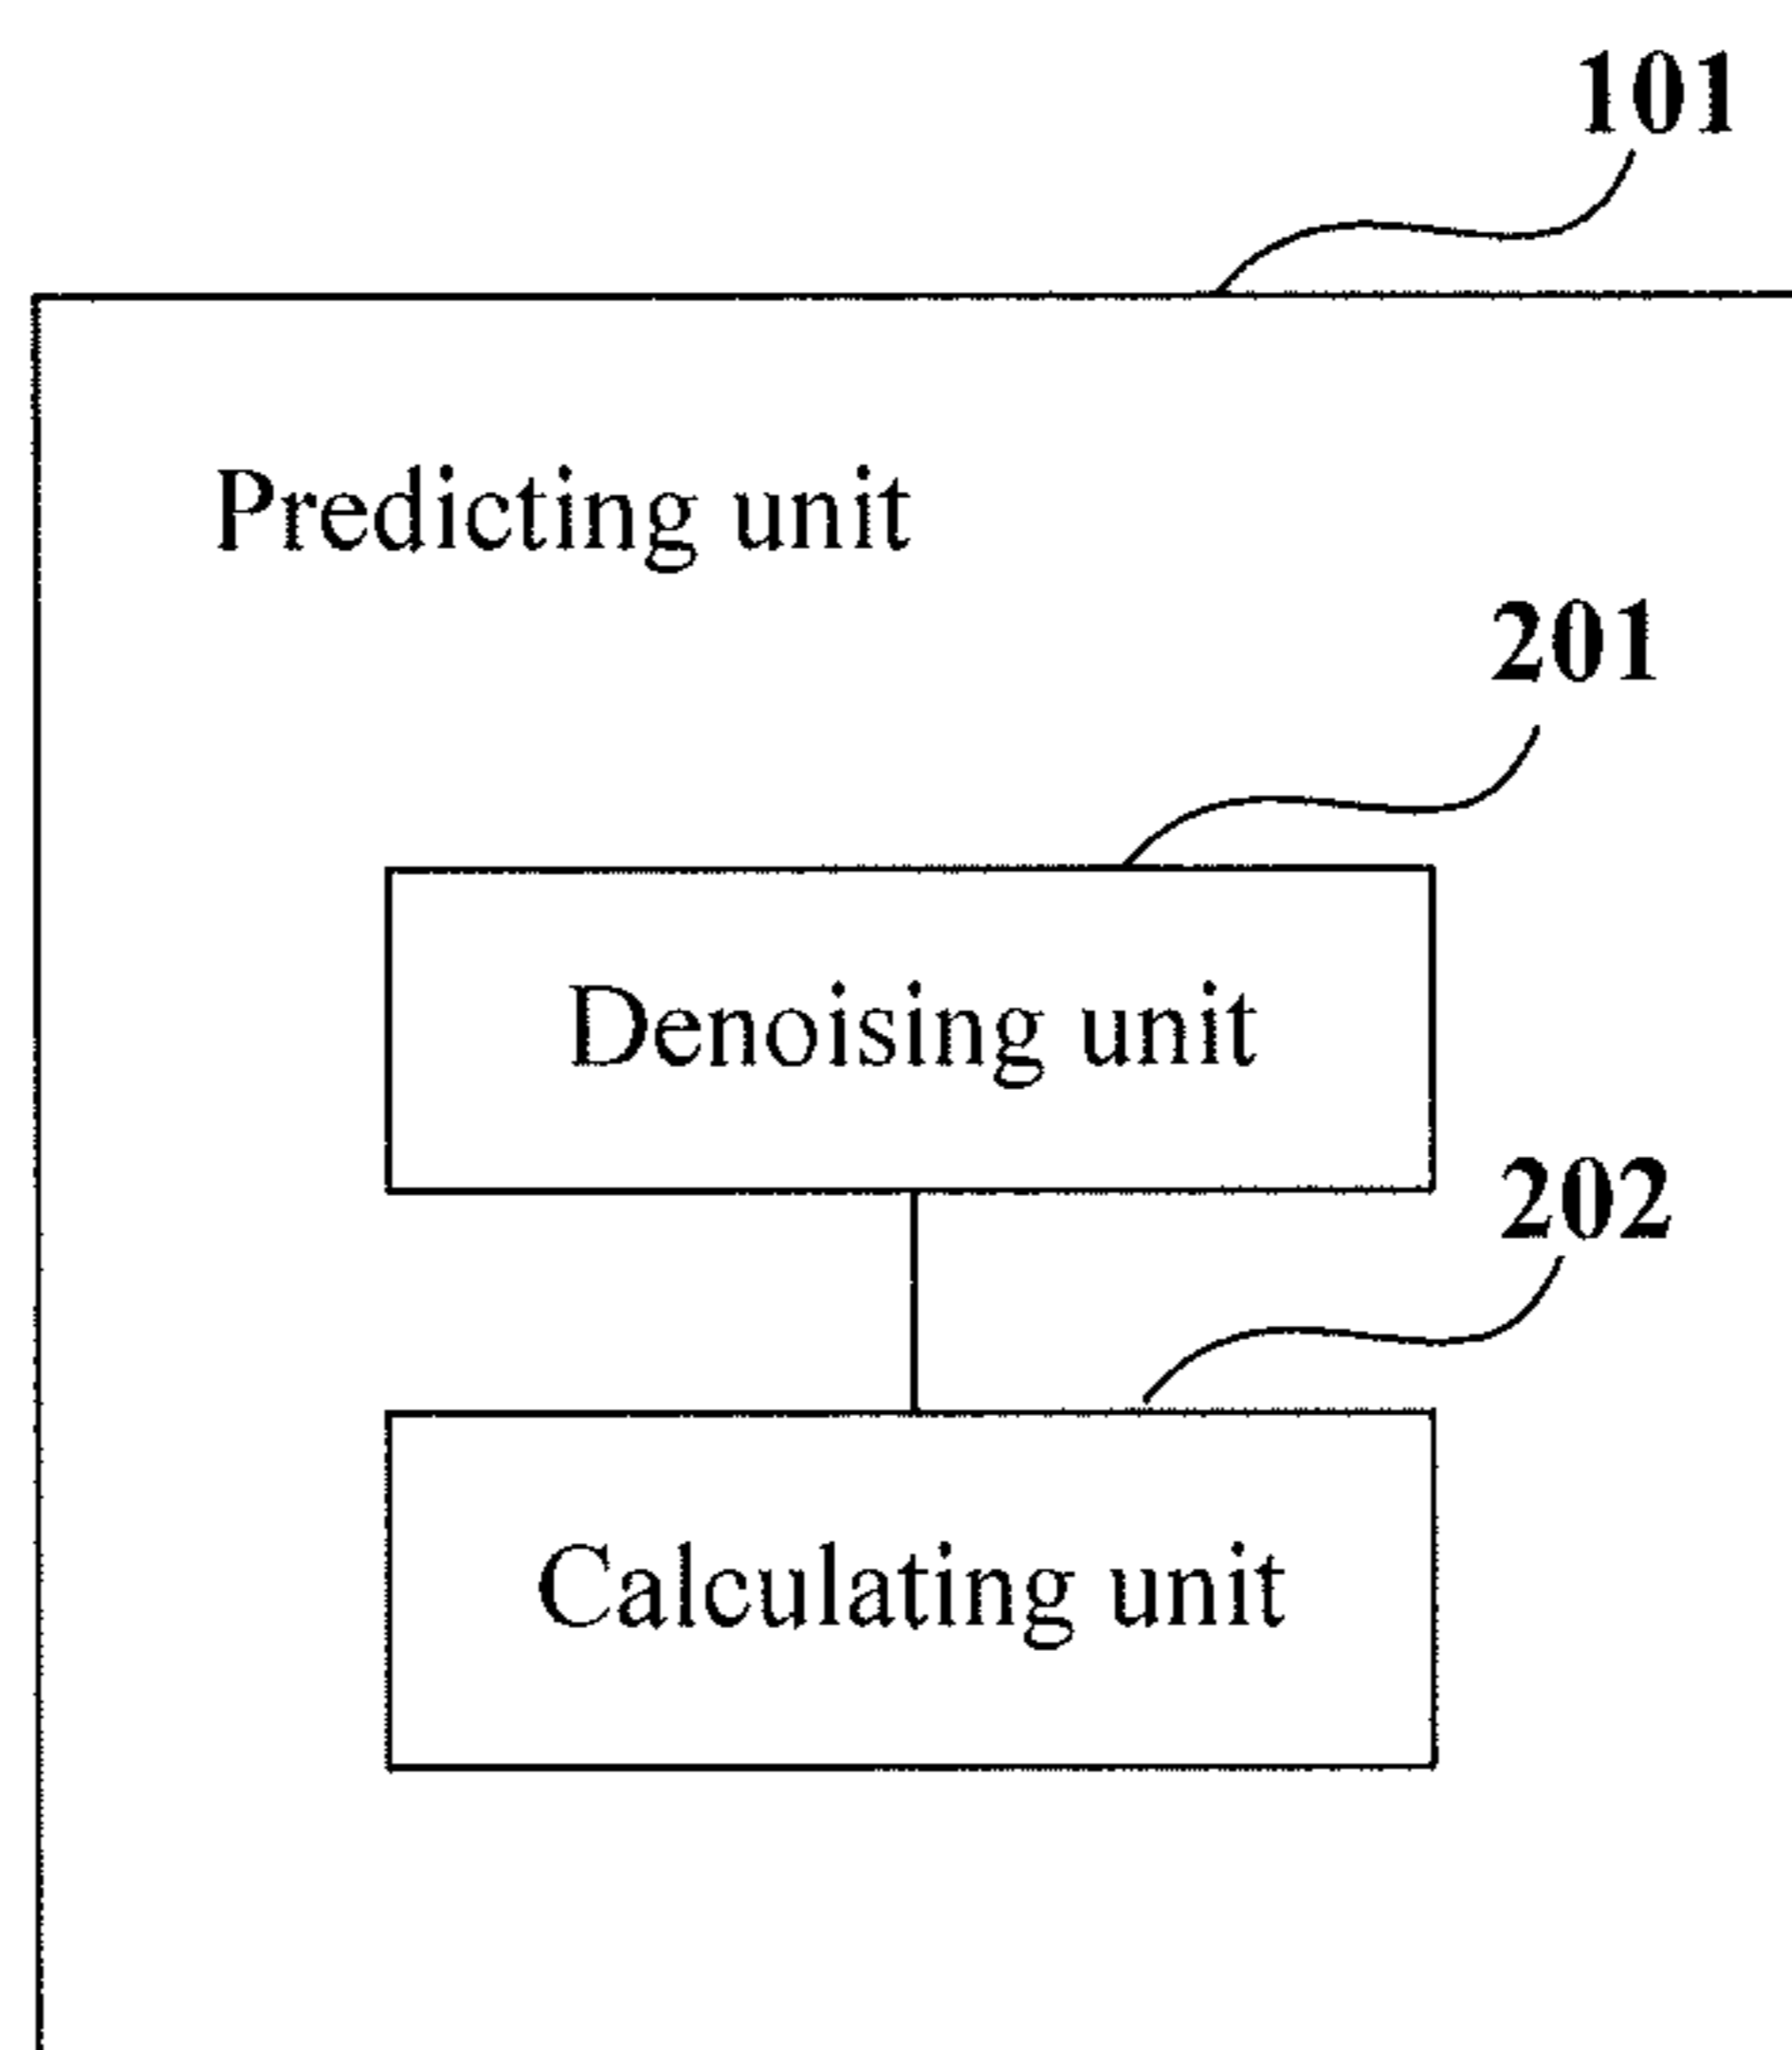 101
Predicting unit
201
Denoising unit
202
Calculating unit